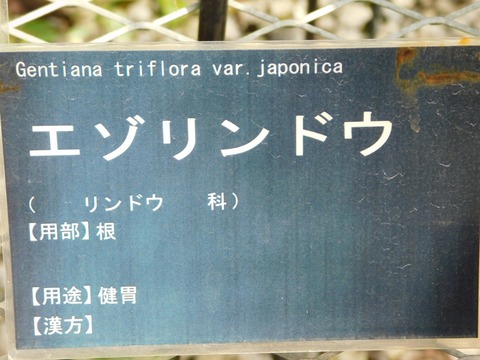 Gentiana triflora var.japonica
エゾリンドウ
(　リンドウ　科)
【用部】根
【用途】健胃
【漢方】